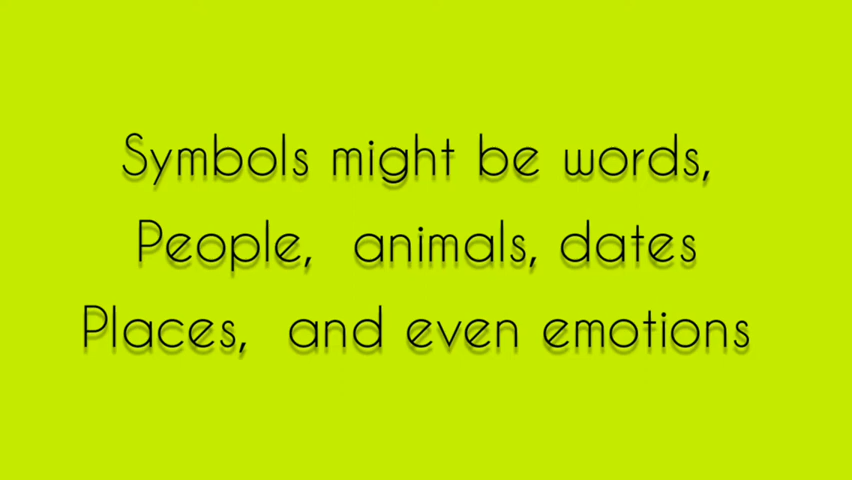 Symbols might be words,
People,  animals, dates
Places,  and even emotions